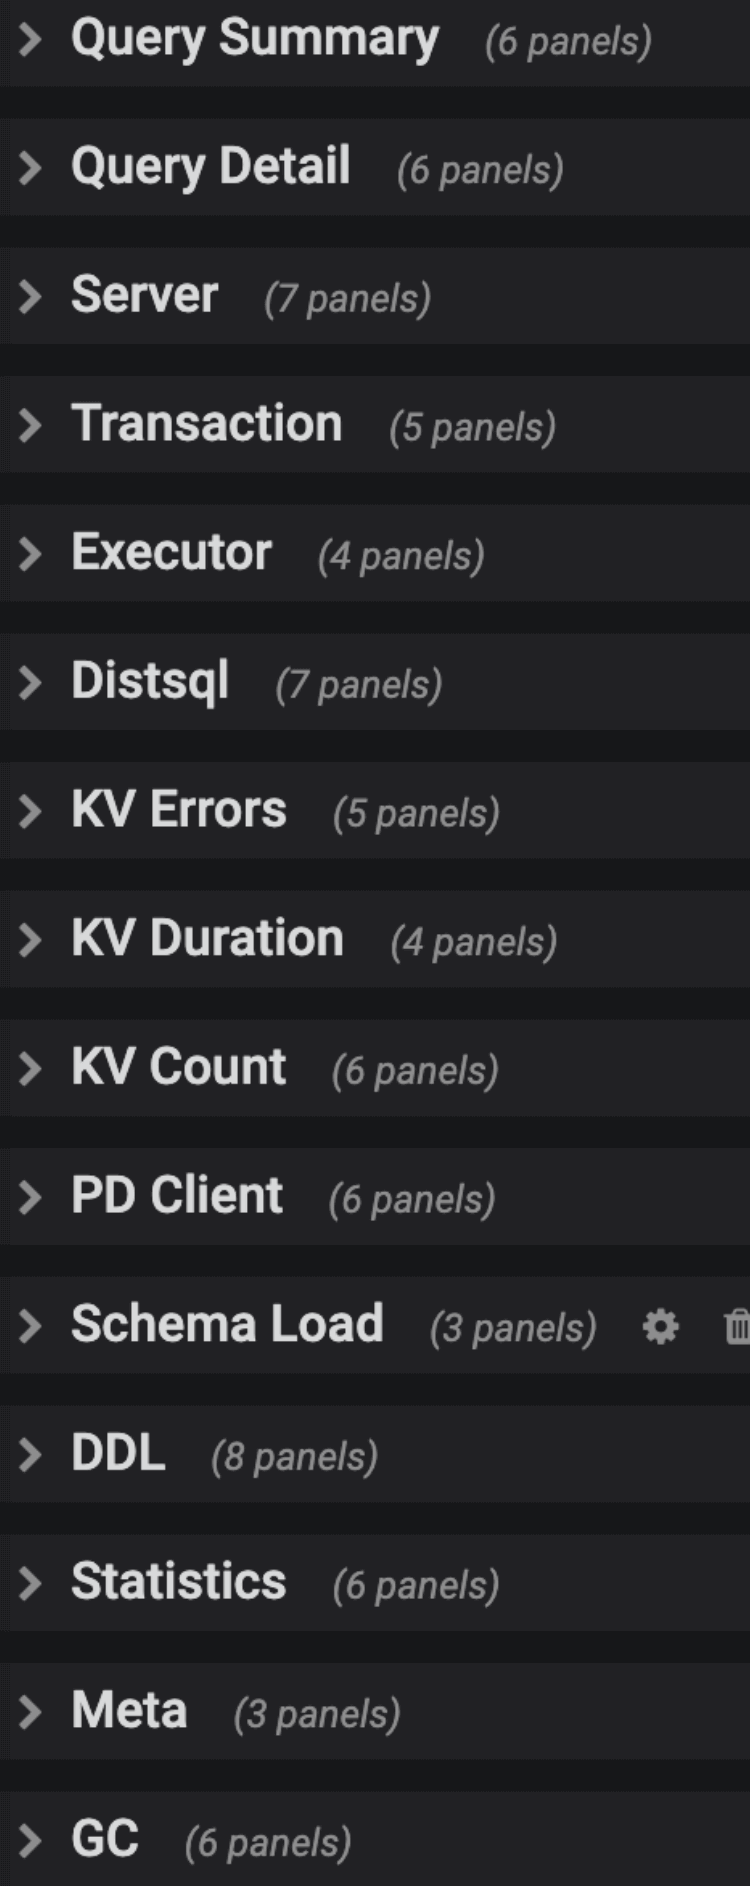 Query Summary (6 panels)
Query Detail (6 panels)
Server (7 panels)
Transaction (5 panels)
Executor (4 panels)
Distsql (7 panels)
KV Errors (5 panels)
KV Duration (4 panels)
KV Count (6 panels)
PD Client (6 panels)
Schema Load (3 panels)
DDL (8 panels)
Statistics (6 panels)
Meta (3 panels)
GC (6 panels)